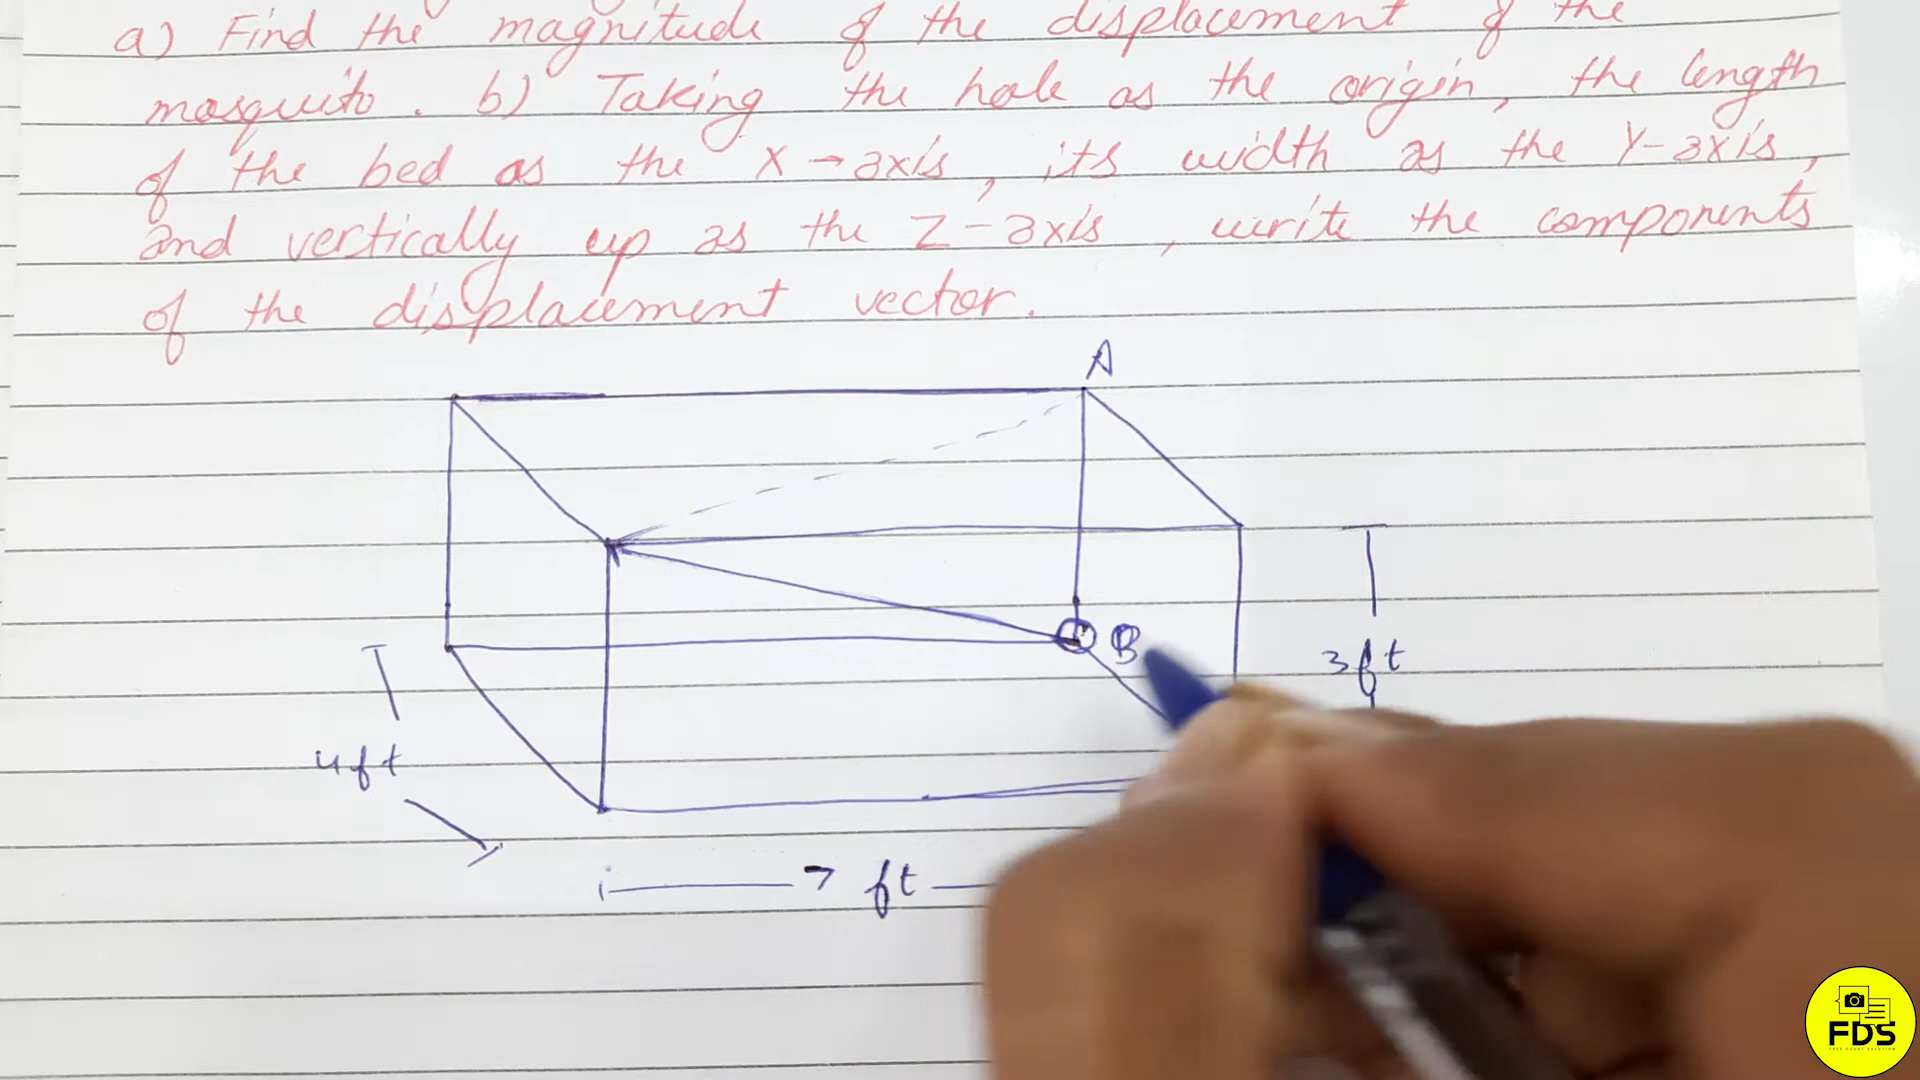 a) Find the magnitude of the displacement of the
mosquito. b) Taking the hole as the origin, the length
of the bed as the X-axis, its width as the Y-axis,
and vertically up as the Z-axis, write the components
of the displacement vector.
A
B
3ft
4ft
7 ft
FDS